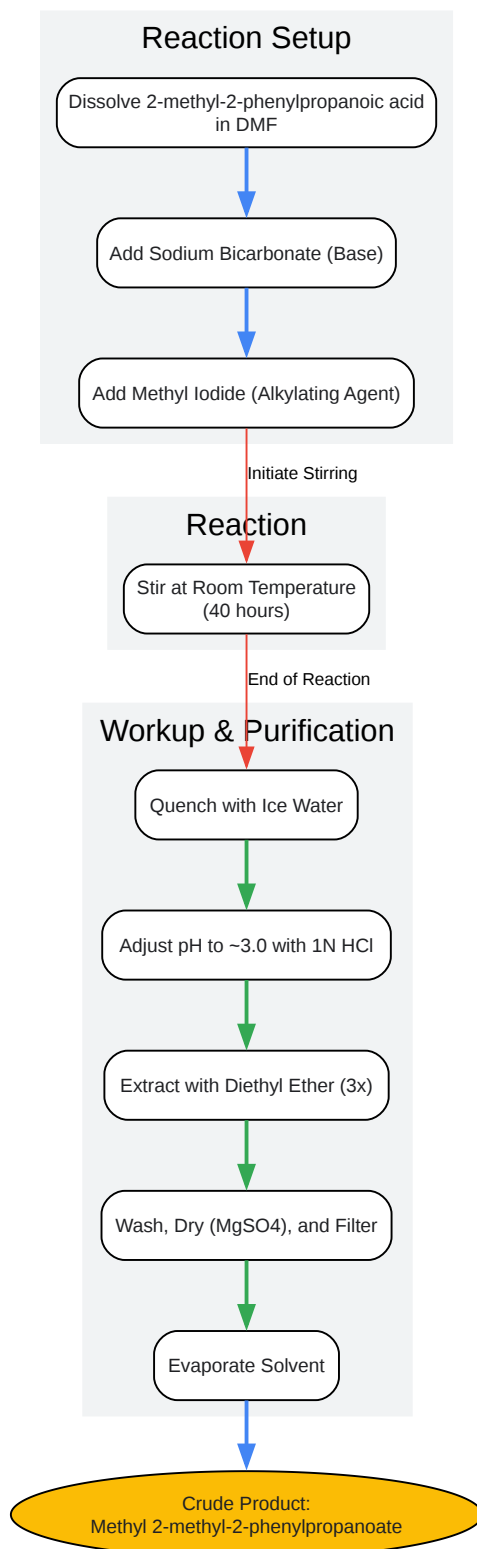 Reaction Setup
Dissolve 2-methyl-2-phenylpropanoic acid
in DMF
Add Sodium Bicarbonate (Base)
Add Methyl Iodide (Alkylating Agent)
Initiate Stirring
Reaction
Stir at Room Temperature
(40 hours)
End of Reaction
Workup & Purification
Quench with Ice Water
Adjust pH to ~3.0 with 1N HCl
Extract with Diethyl Ether (3x)
Wash, Dry (MgSO4), and Filter
Evaporate Solvent
Crude Product:
Methyl 2-methyl-2-phenylpropanoate